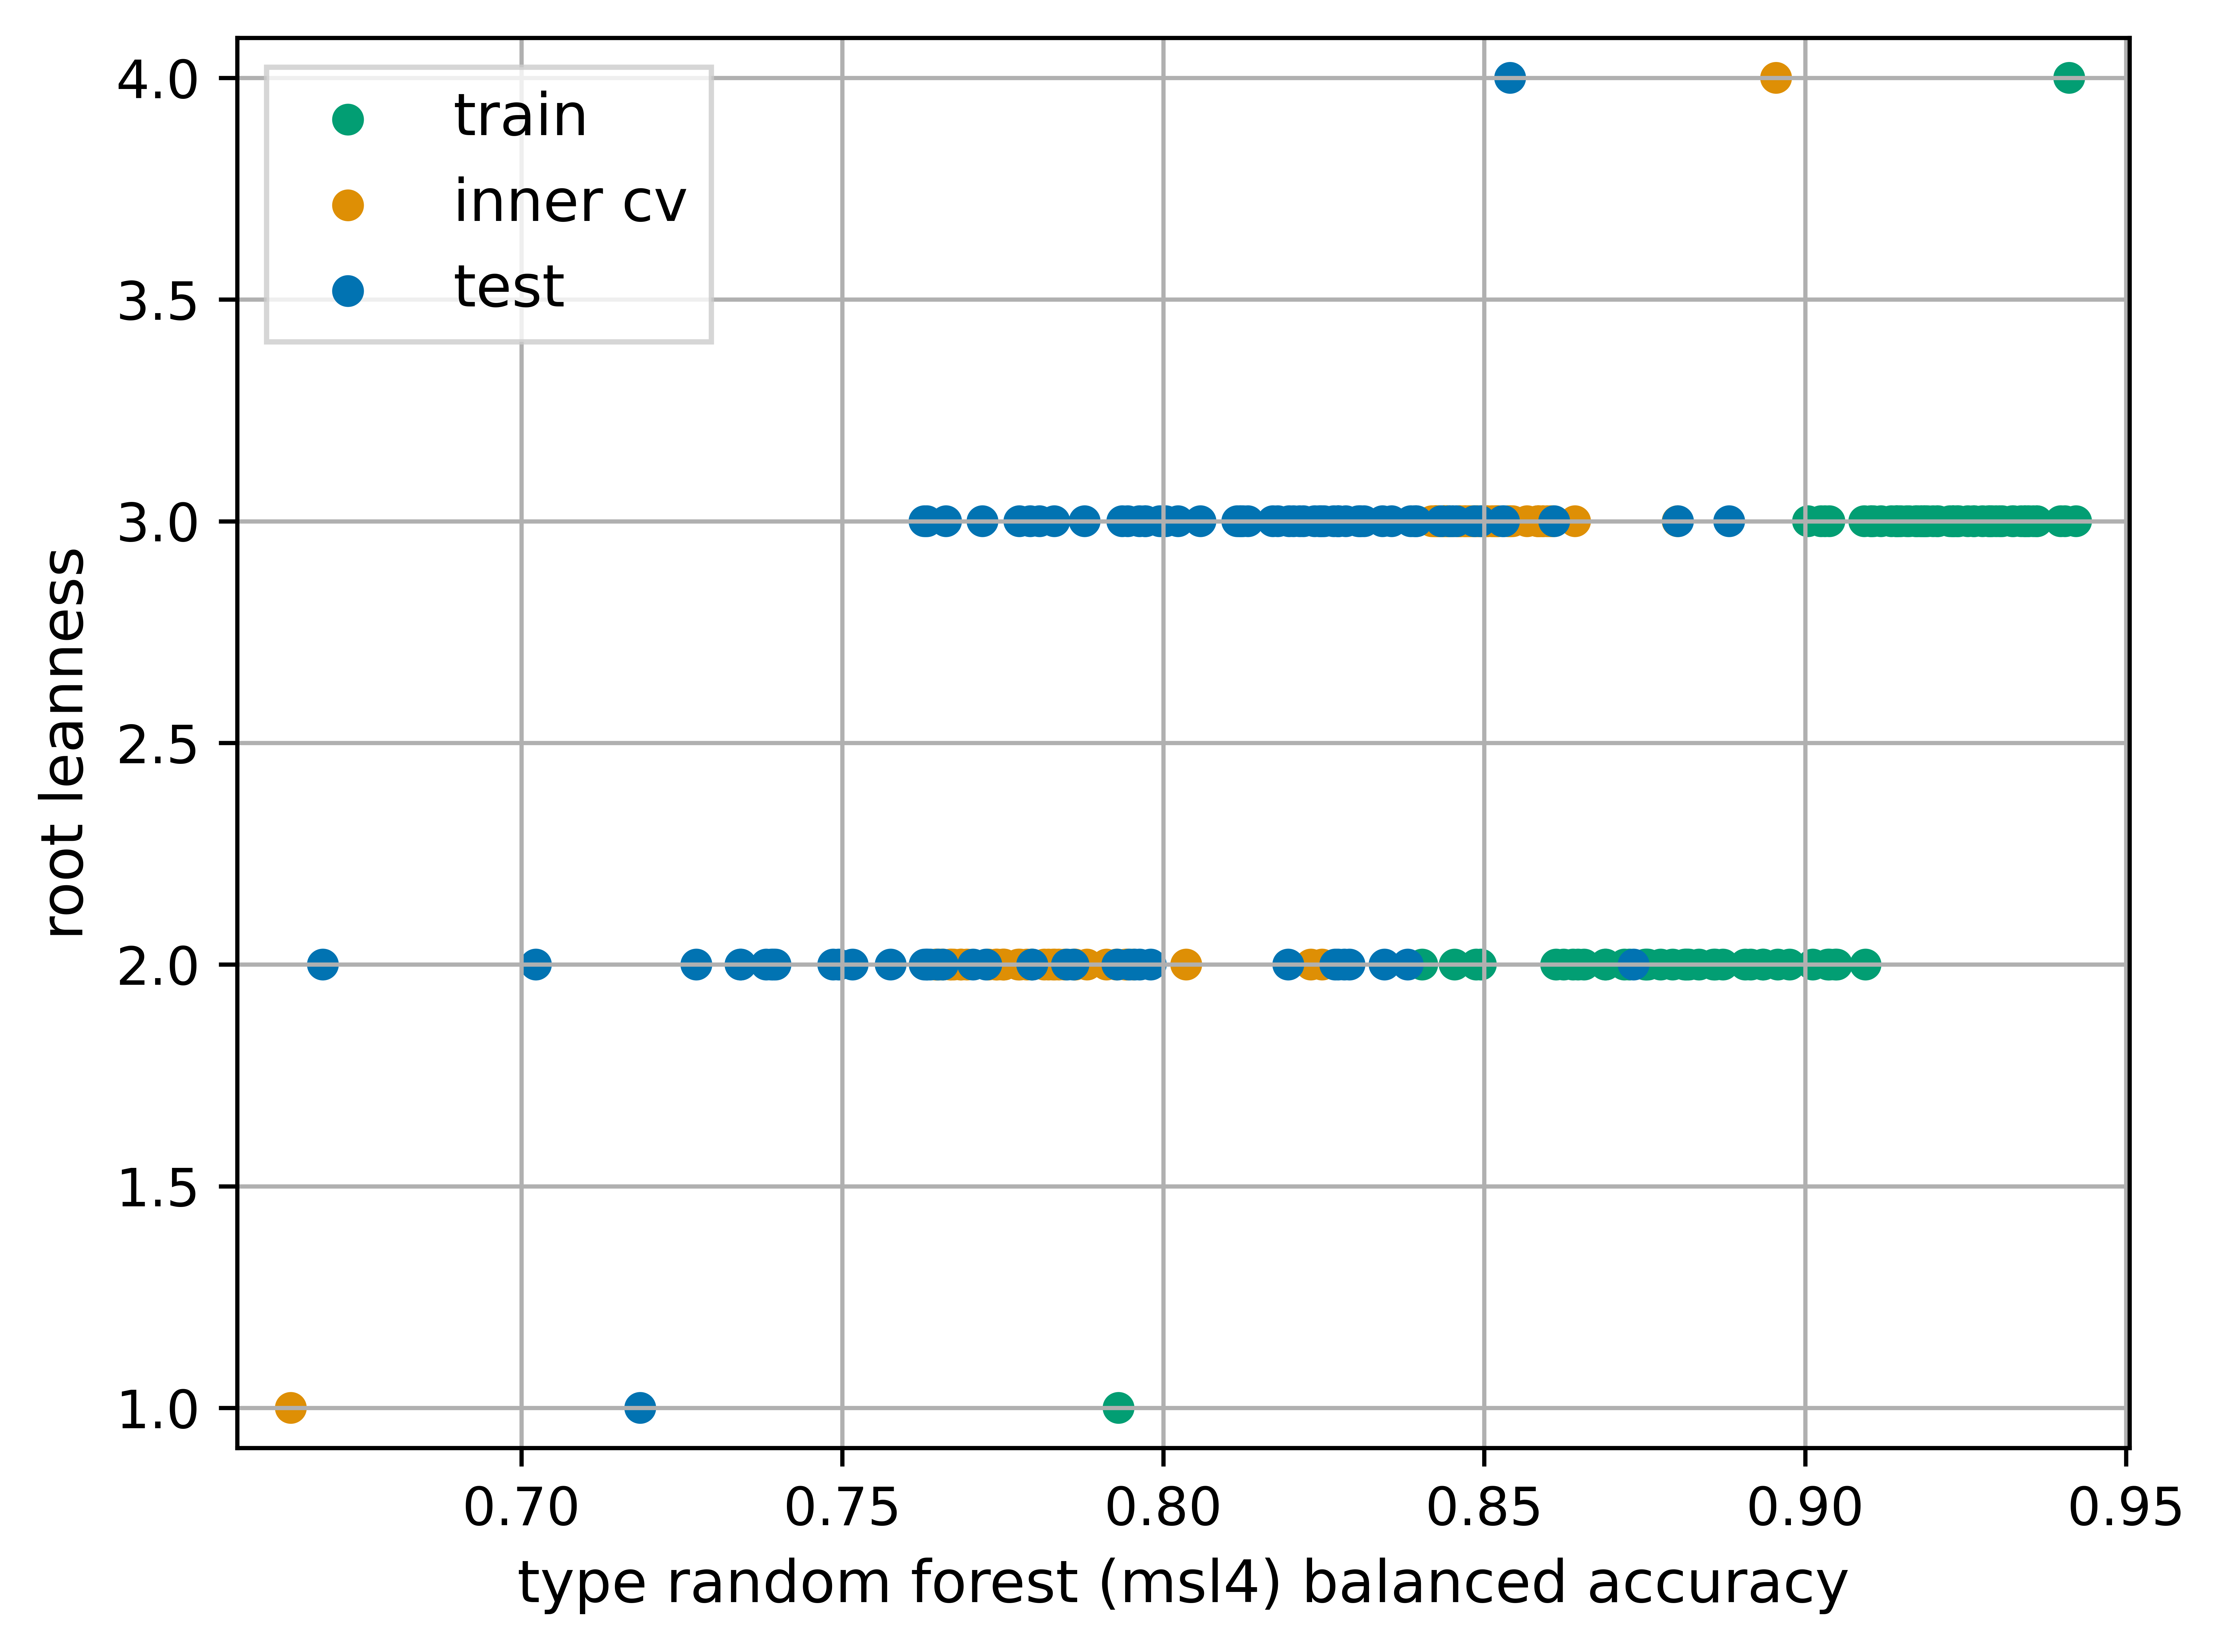 train
inner cv
test
4.0
3.5
3.0
2.5
2.0
1.5
1.0
root leanness
0.70
0.75
0.80
0.85
0.90
0.95
type random forest (msl4) balanced accuracy